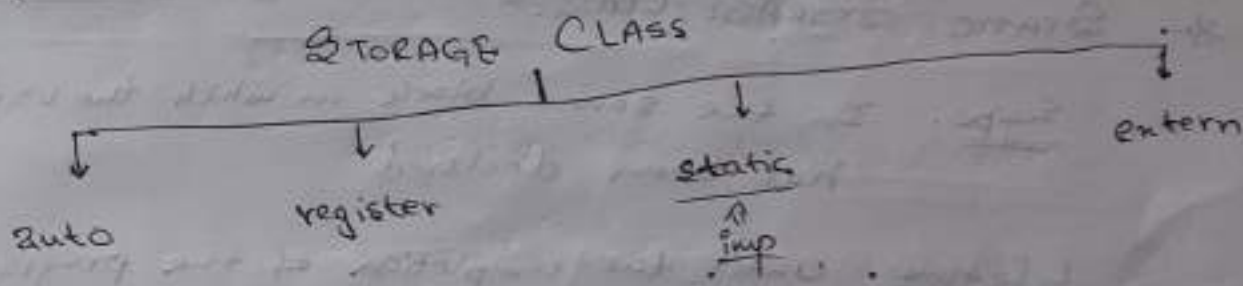 STORAGE CLASS
auto
register
static
imp
extern